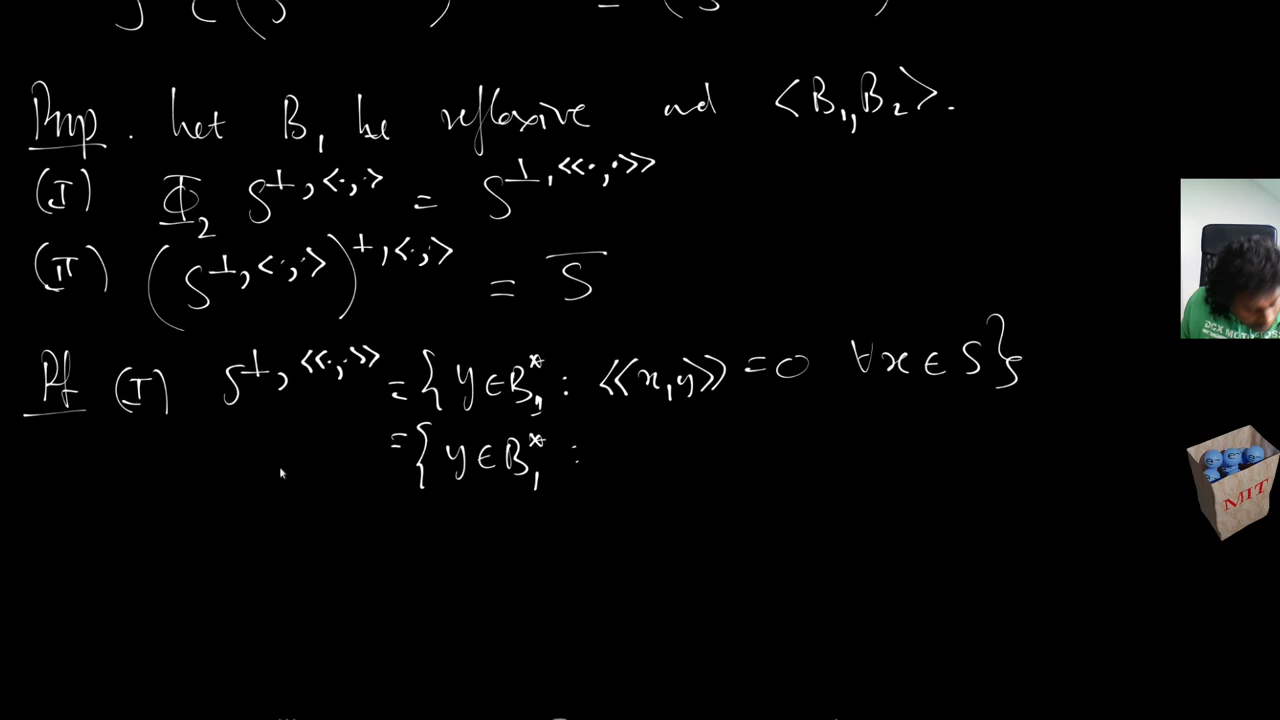 Prop. Let B₁ be reflexive and <B₁,B₂>.
(I) Φ₂ S^{⊥,<·,·>} = S^{⊥,<<·,·>>}
(II) (S^{⊥,<·,·>})^{⊥,<·,·>} = S̅
Pf (I) S^{⊥,<<·,·>>} = { y ∈ B₁* : <<x,y>> = 0 ∀x ∈ S }
= { y ∈ B₁* :
e⁻ e⁻ e⁻
MIT